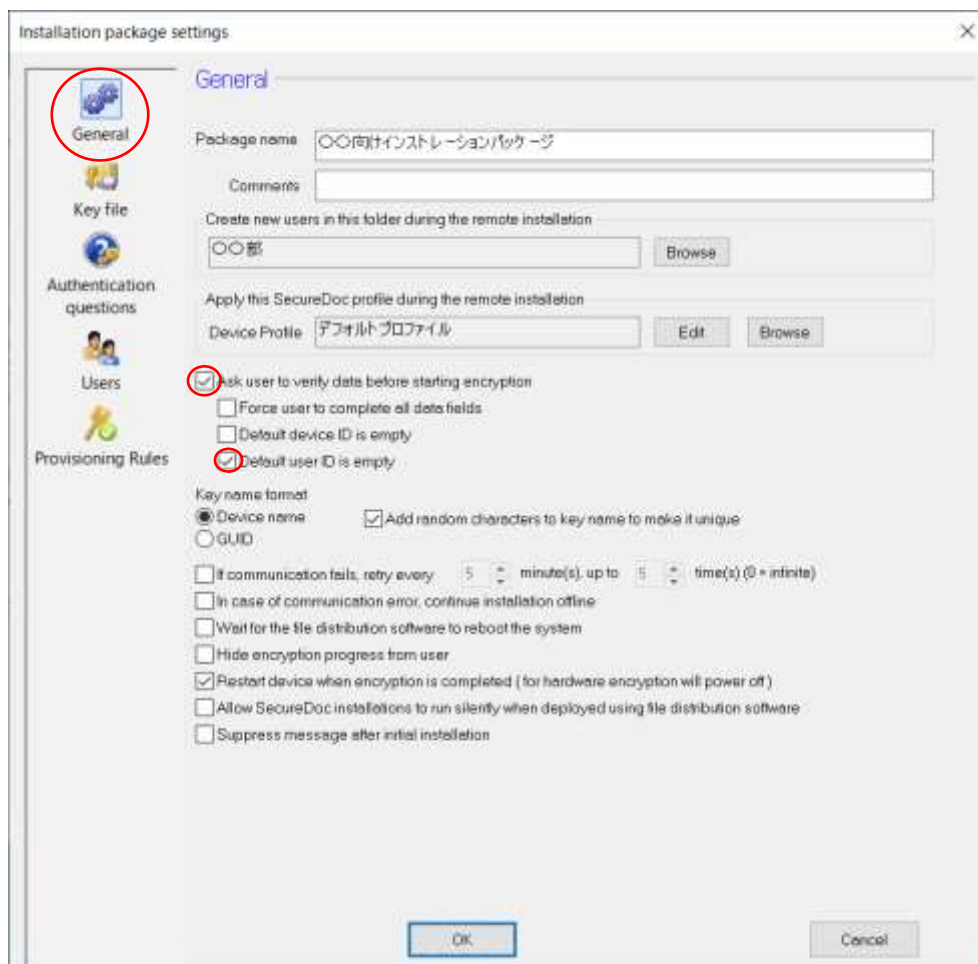 Installation package settings
General
Key file
Authentication
questions
Users
Provisioning Rules
General
Package name 〇〇向けインストレーションパッケージ
Comments
Create new users in this folder during the remote installation
〇〇部 Browse
Apply this SecureDoc profile during the remote installation
Device Profile デフォルトプロファイル Edit Browse
Ask user to verify data before starting encryption
Force user to complete all data fields
Default device ID is empty
Default user ID is empty
Key name format
Device name Add random characters to key name to make it unique
GUID
If communication fails, retry every 5 minute(s), up to 5 time(s) (0 = infinite)
In case of communication error, continue installation offline
Wait for the file distribution software to reboot the system
Hide encryption progress from user
Restart device when encryption is completed ( for hardware encryption will power off )
Allow SecureDoc installations to run silently when deployed using file distribution software
Suppress message after initial installation
OK Cancel